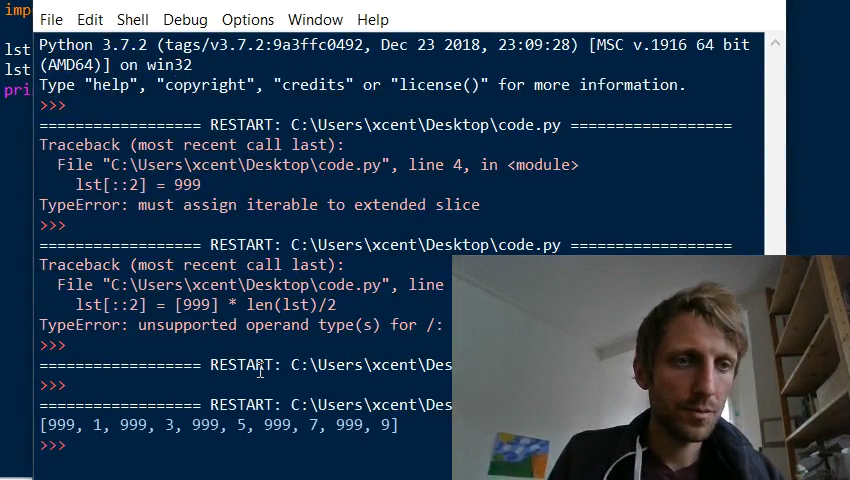 imp
lst
lst
pri
File Edit Shell Debug Options Window Help
Python 3.7.2 (tags/v3.7.2:9a3ffc0492, Dec 23 2018, 23:09:28) [MSC v.1916 64 bit
(AMD64)] on win32
Type "help", "copyright", "credits" or "license()" for more information.
>>>
================== RESTART: C:\Users\xcent\Desktop\code.py ==================
Traceback (most recent call last):
  File "C:\Users\xcent\Desktop\code.py", line 4, in <module>
    lst[::2] = 999
TypeError: must assign iterable to extended slice
>>>
================== RESTART: C:\Users\xcent\Desktop\code.py ==================
Traceback (most recent call last):
  File "C:\Users\xcent\Desktop\code.py", line
    lst[::2] = [999] * len(lst)/2
TypeError: unsupported operand type(s) for /:
>>>
================== RESTART: C:\Users\xcent\Des
>>>
================== RESTART: C:\Users\xcent\Des
[999, 1, 999, 3, 999, 5, 999, 7, 999, 9]
>>>